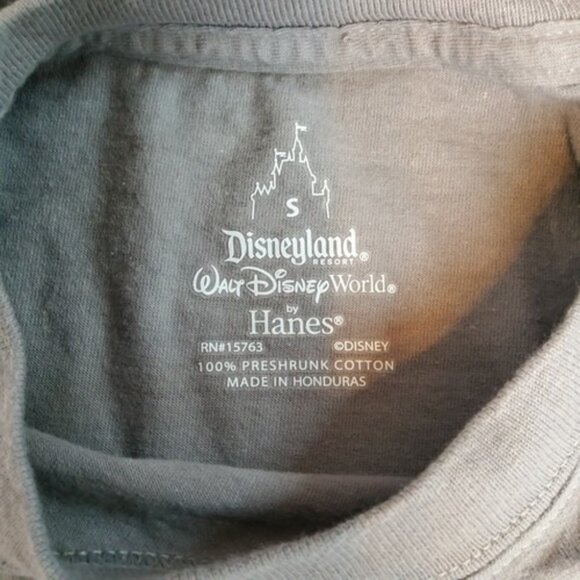 S
Disneyland®
RESORT
WALT DISNEY World®
by
Hanes®
RN#15763 ©DISNEY
100% PRESHRUNK COTTON
MADE IN HONDURAS